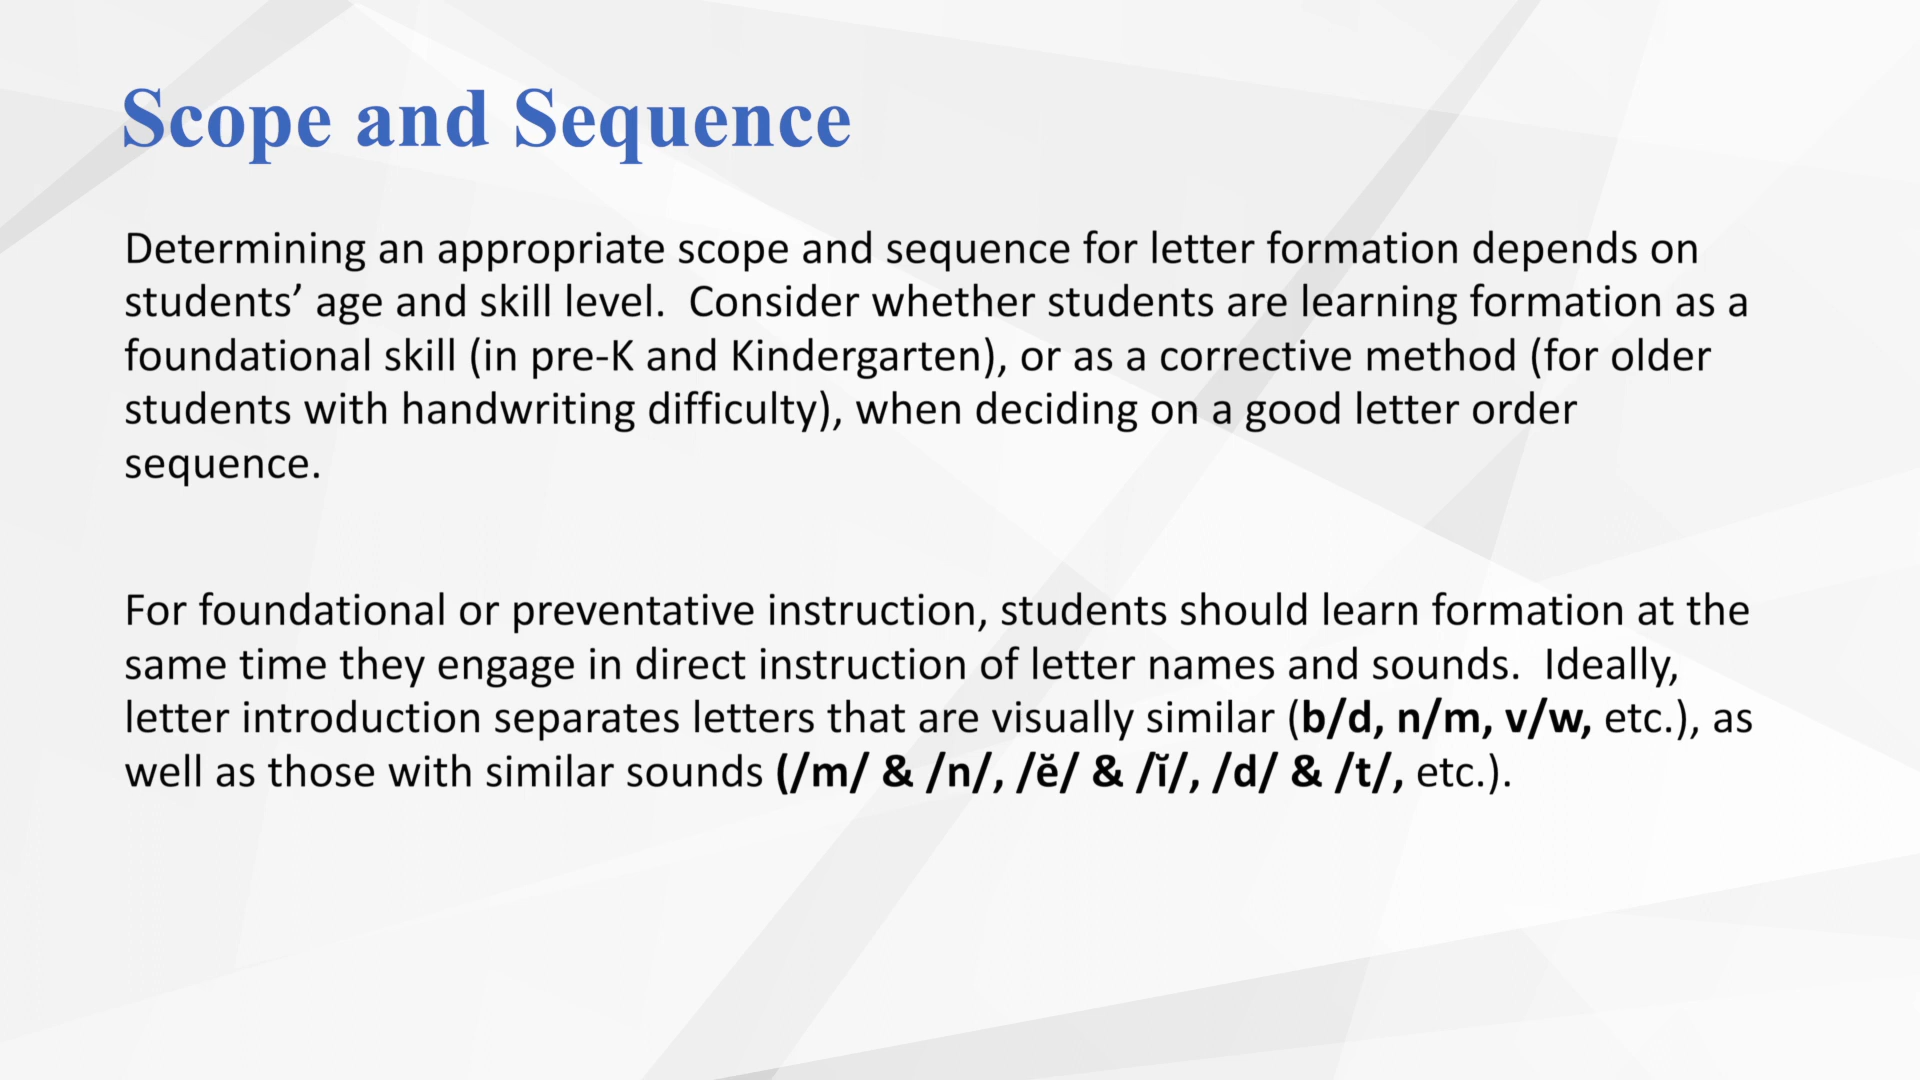 Scope and Sequence
Determining an appropriate scope and sequence for letter formation depends on
students’ age and skill level.  Consider whether students are learning formation as a
foundational skill (in pre-K and Kindergarten), or as a corrective method (for older
students with handwriting difficulty), when deciding on a good letter order
sequence.
For foundational or preventative instruction, students should learn formation at the
same time they engage in direct instruction of letter names and sounds.  Ideally,
letter introduction separates letters that are visually similar (b/d, n/m, v/w, etc.), as
well as those with similar sounds (/m/ & /n/, /ĕ/ & /ĭ/, /d/ & /t/, etc.).